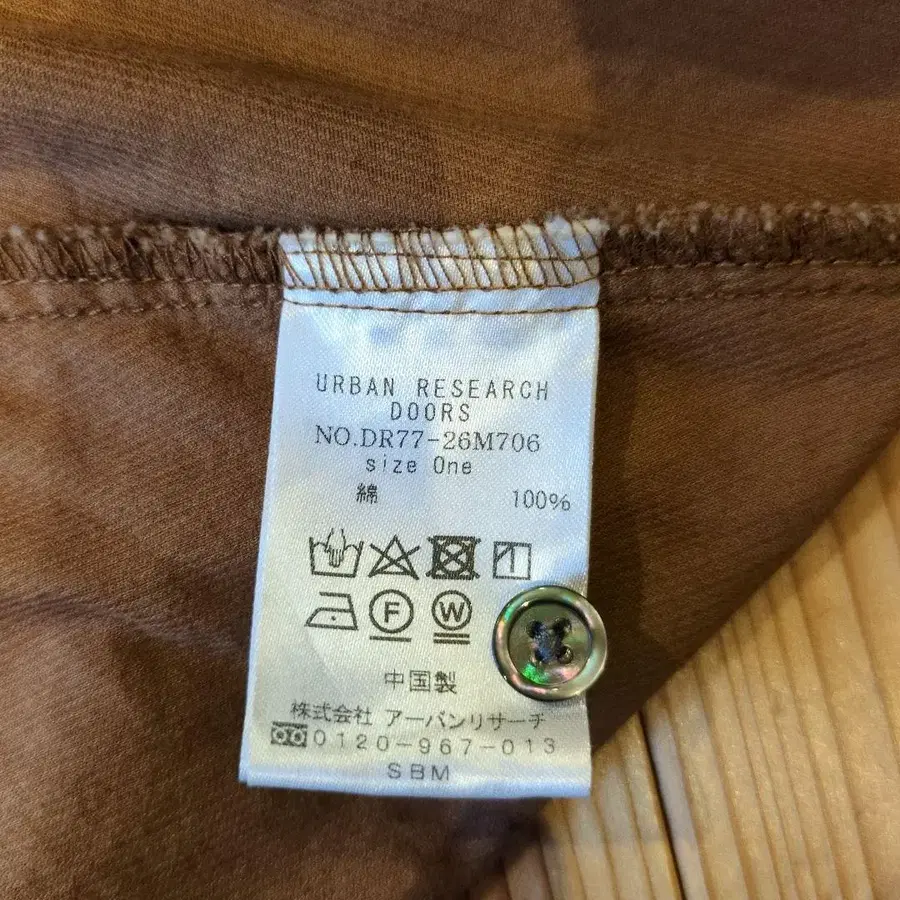 URBAN RESEARCH
DOORS
NO.DR77-26M706
size One
綿 100%
F W
中国製
株式会社 アーバンリサーチ
0120-967-013
SBM